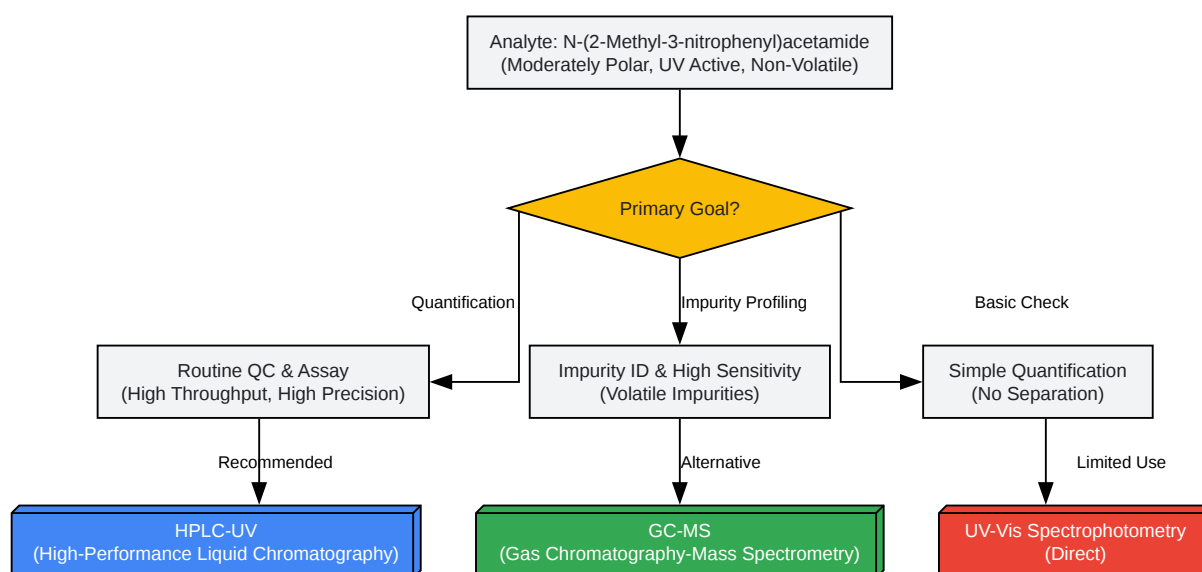 Analyte: N-(2-Methyl-3-nitrophenyl)acetamide
(Moderately Polar, UV Active, Non-Volatile)
Primary Goal?
Quantification
Impurity Profiling
Basic Check
Routine QC & Assay
(High Throughput, High Precision)
Impurity ID & High Sensitivity
(Volatile Impurities)
Simple Quantification
(No Separation)
Recommended
Alternative
Limited Use
HPLC-UV
(High-Performance Liquid Chromatography)
GC-MS
(Gas Chromatography-Mass Spectrometry)
UV-Vis Spectrophotometry
(Direct)